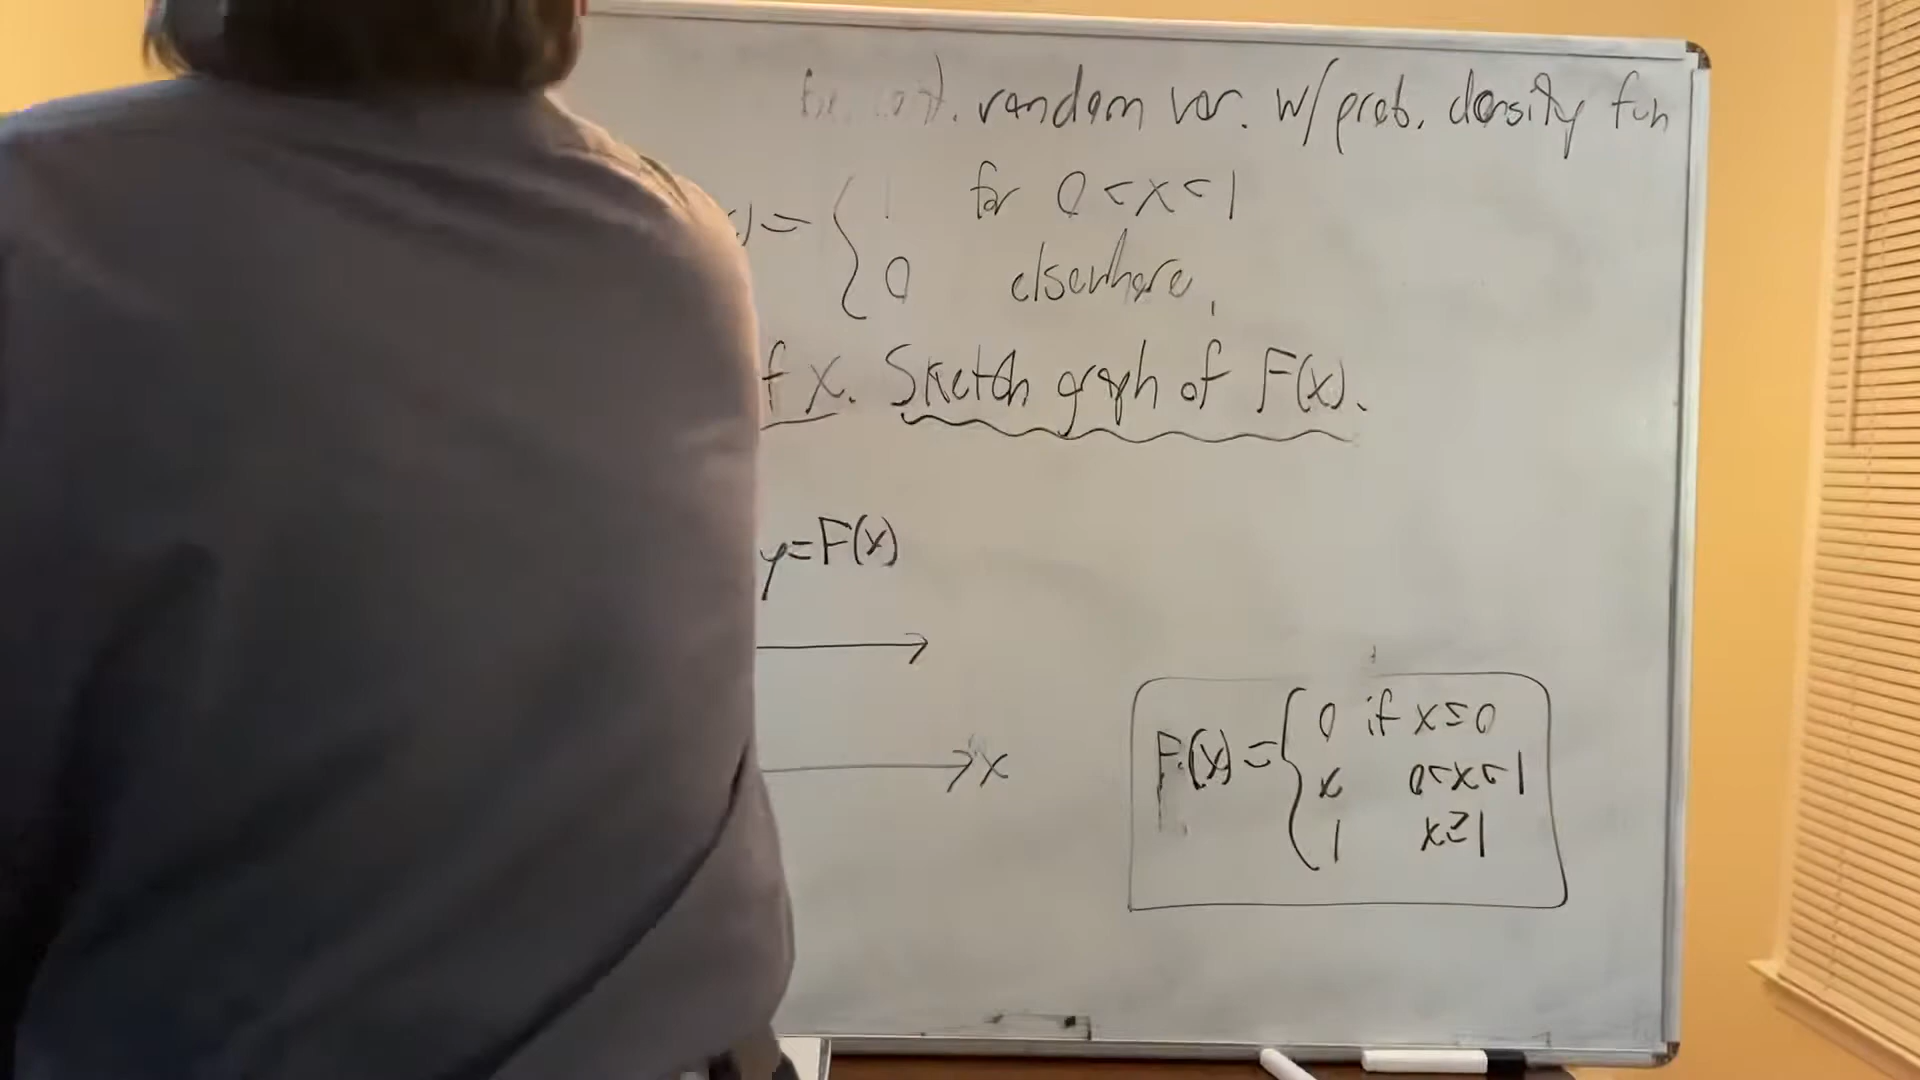 random var. w/ prob. density fcn
= { 1 for 0 < x < 1
0 elsewhere.
f X. Sketch graph of F(x).
y=F(x)
x
F(x) = { 0 if x ≤ 0
x 0<x<1
1 x≥1